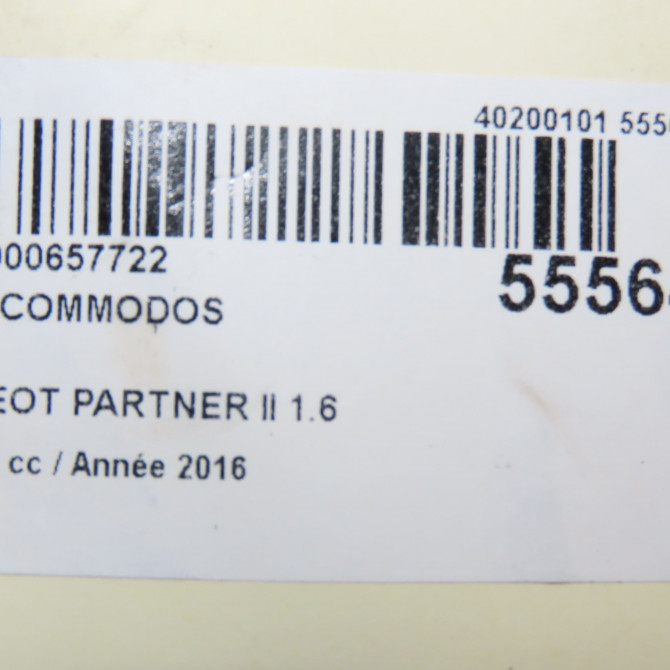 40200101 555
000657722
5556
COMMODOS
EOT PARTNER II 1.6
cc / Année 2016